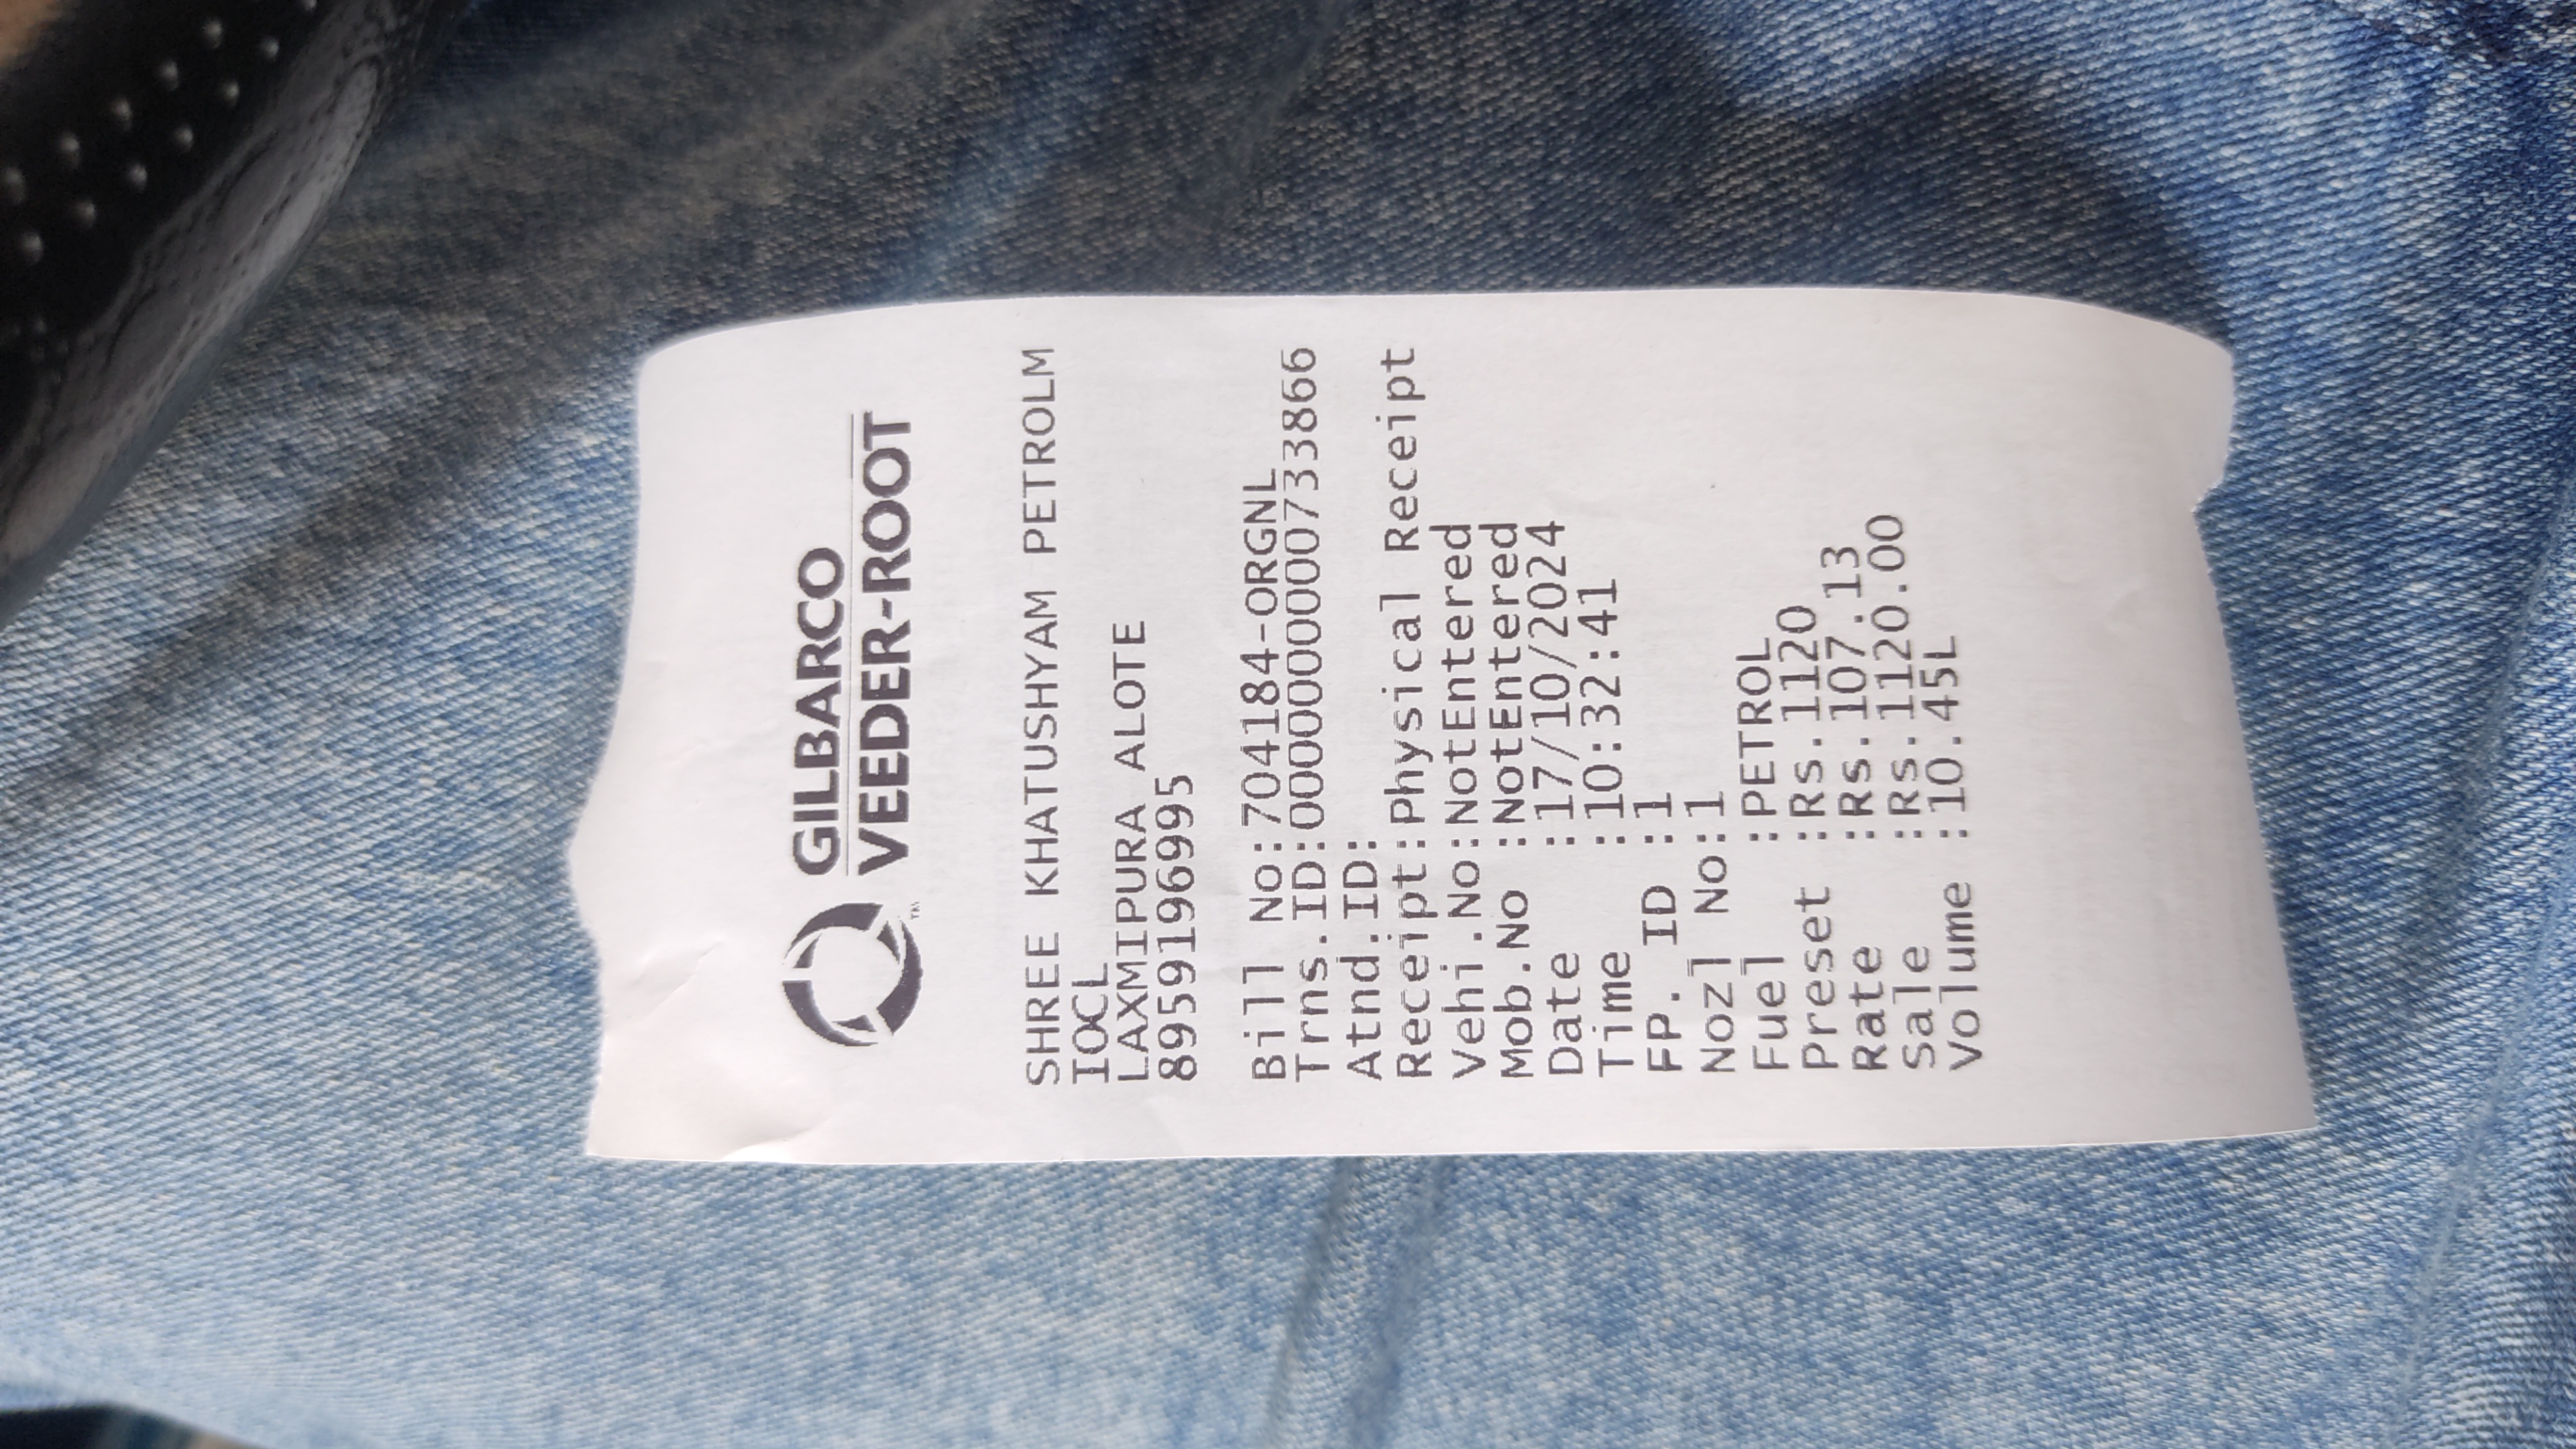 GILBARCO
VEEDER-ROOT
TM
SHREE KHATUSHYAM PETROLM
IOCL
LAXMIPURA ALOTE
8959196995
Bill No:704184-ORGNL
Trns.ID:0000000000733866
Atnd.ID:
Receipt:Physical Receipt
Vehi.No:NotEntered
Mob.No :NotEntered
Date :17/10/2024
Time :10:32:41
FP. ID :1
Nozl No:1
Fuel :PETROL
Preset :Rs.1120
Rate :Rs.107.13
Sale :Rs.1120.00
Volume :10.45L